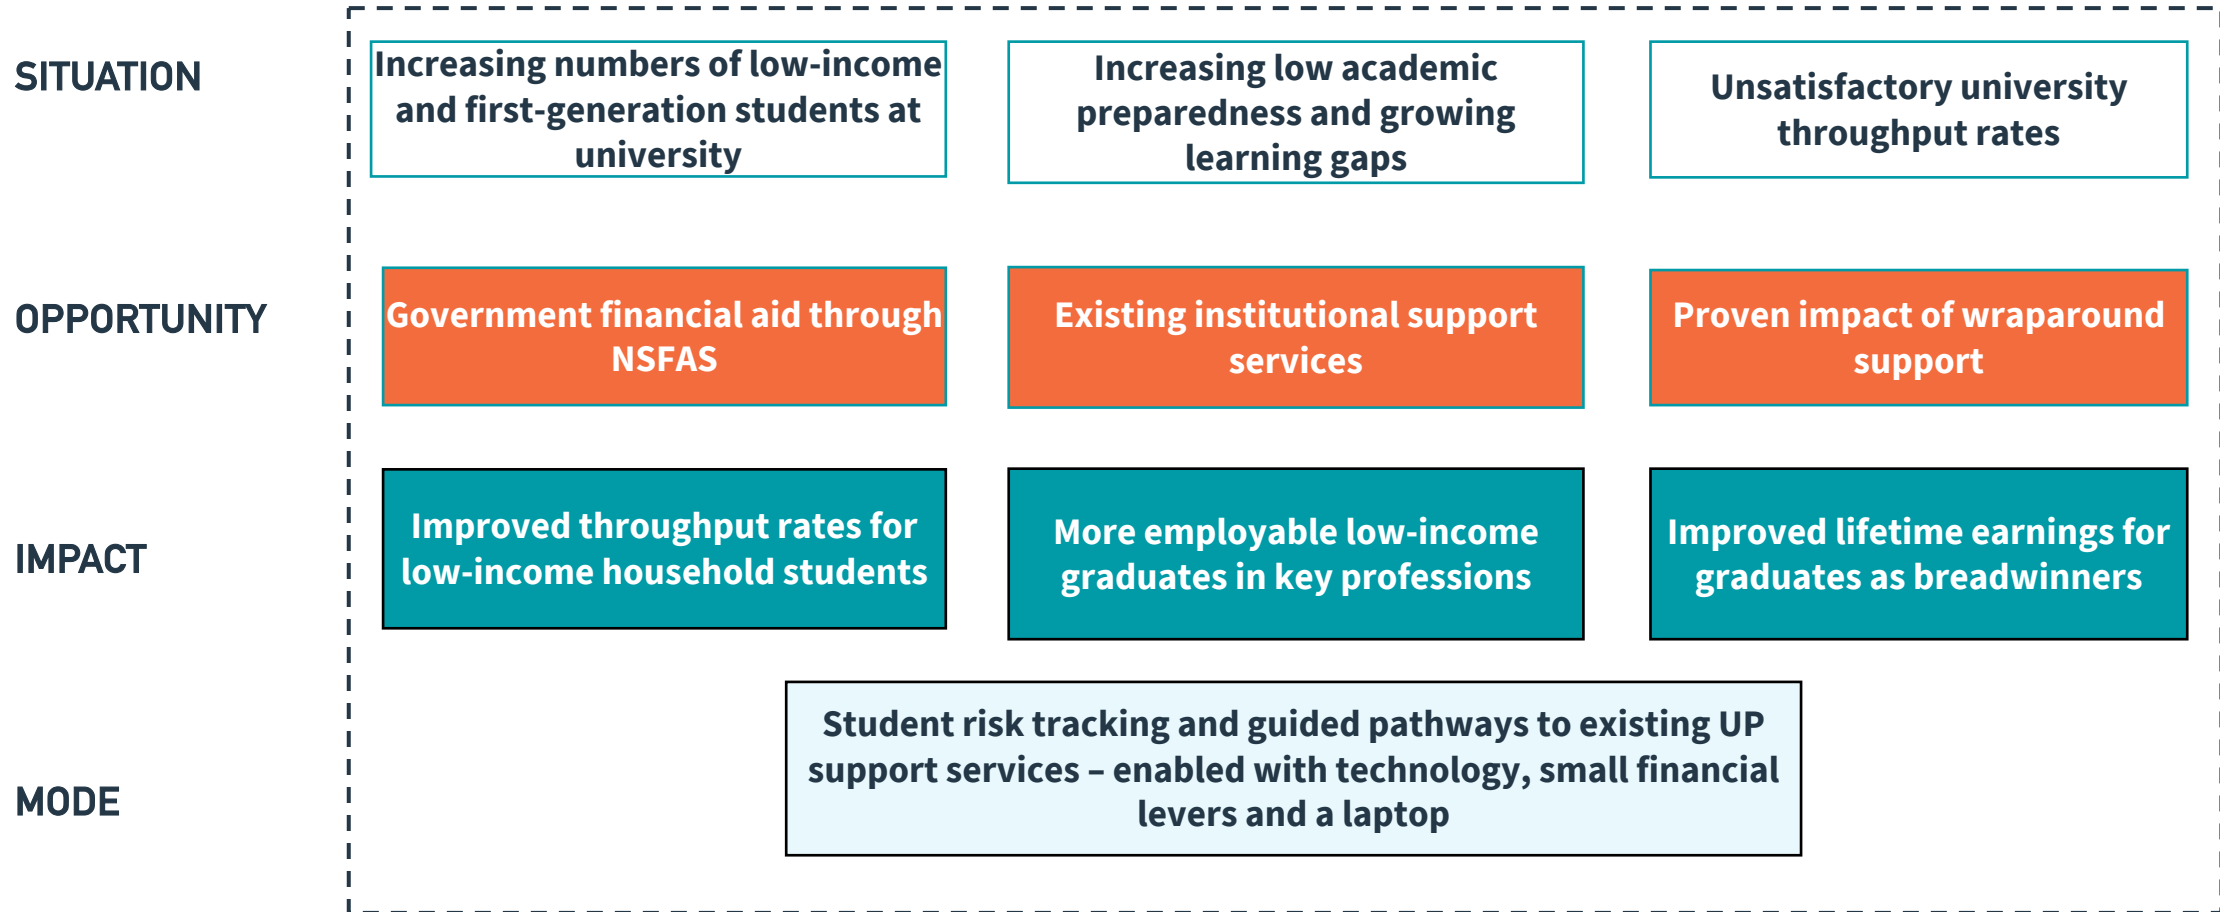 SITUATION
Increasing numbers of low-income
and first-generation students at
university
Increasing low academic
preparedness and growing
learning gaps
Unsatisfactory university
throughput rates
OPPORTUNITY
Government financial aid through
NSFAS
Existing institutional support
services
Proven impact of wraparound
support
IMPACT
Improved throughput rates for
low-income household students
More employable low-income
graduates in key professions
Improved lifetime earnings for
graduates as breadwinners
MODE
Student risk tracking and guided pathways to existing UP
support services – enabled with technology, small financial
levers and a laptop